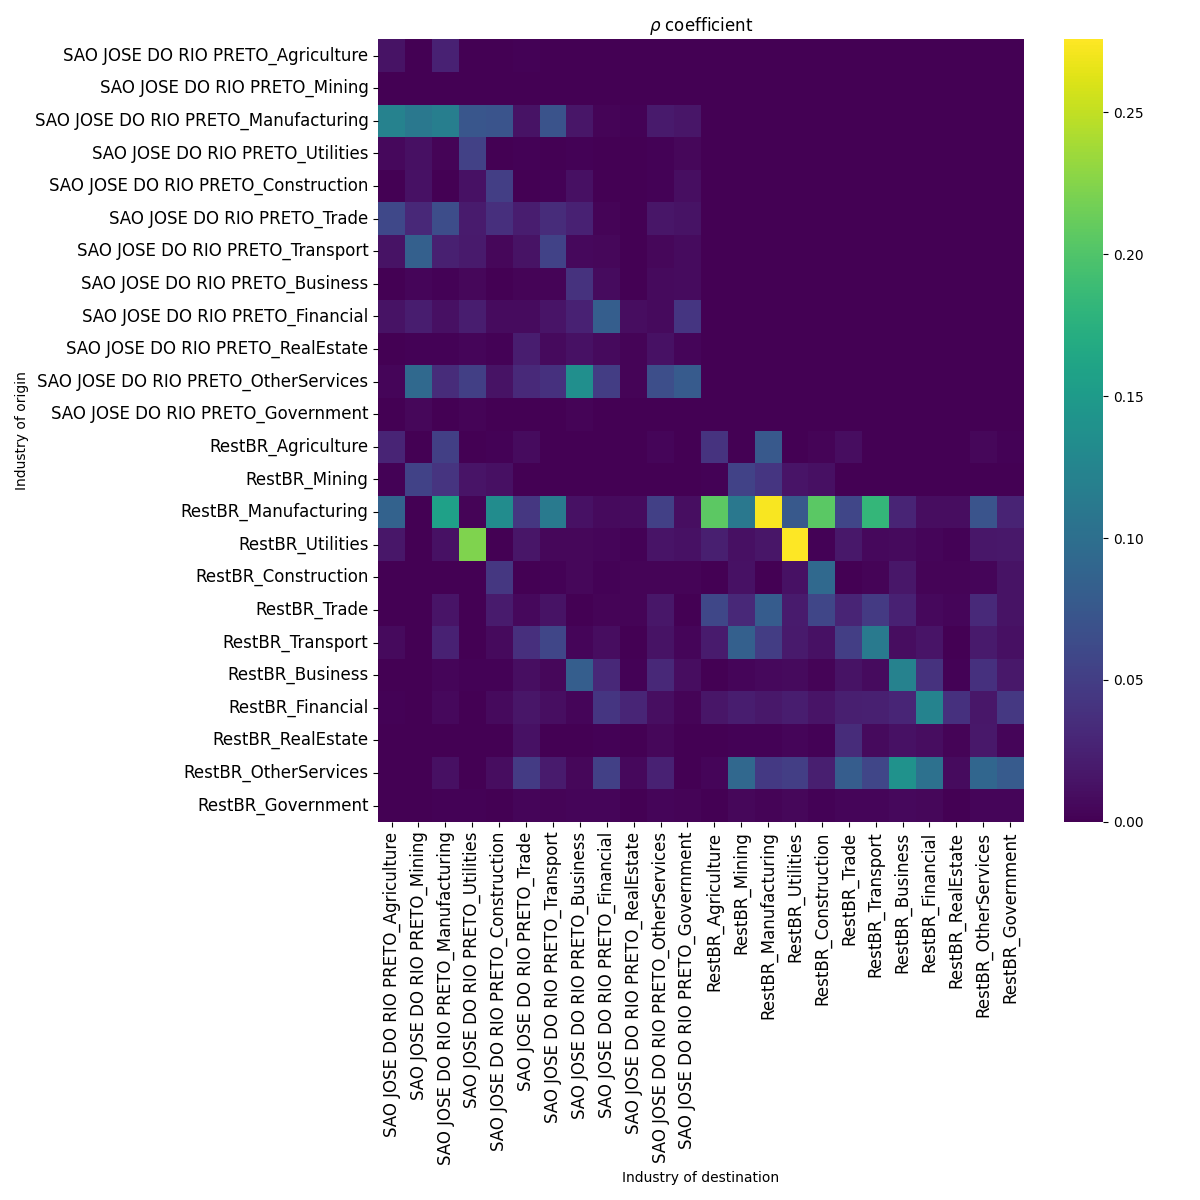 ρ coefficient
SAO JOSE DO RIO PRETO_Agriculture
SAO JOSE DO RIO PRETO_Mining
SAO JOSE DO RIO PRETO_Manufacturing
SAO JOSE DO RIO PRETO_Utilities
SAO JOSE DO RIO PRETO_Construction
SAO JOSE DO RIO PRETO_Trade
SAO JOSE DO RIO PRETO_Transport
SAO JOSE DO RIO PRETO_Business
SAO JOSE DO RIO PRETO_Financial
SAO JOSE DO RIO PRETO_RealEstate
SAO JOSE DO RIO PRETO_OtherServices
SAO JOSE DO RIO PRETO_Government
RestBR_Agriculture
RestBR_Mining
RestBR_Manufacturing
RestBR_Utilities
RestBR_Construction
RestBR_Trade
RestBR_Transport
RestBR_Business
RestBR_Financial
RestBR_RealEstate
RestBR_OtherServices
RestBR_Government
Industry of origin
SAO JOSE DO RIO PRETO_Agriculture
SAO JOSE DO RIO PRETO_Mining
SAO JOSE DO RIO PRETO_Manufacturing
SAO JOSE DO RIO PRETO_Utilities
SAO JOSE DO RIO PRETO_Construction
SAO JOSE DO RIO PRETO_Trade
SAO JOSE DO RIO PRETO_Transport
SAO JOSE DO RIO PRETO_Business
SAO JOSE DO RIO PRETO_Financial
SAO JOSE DO RIO PRETO_RealEstate
SAO JOSE DO RIO PRETO_OtherServices
SAO JOSE DO RIO PRETO_Government
RestBR_Agriculture
RestBR_Mining
RestBR_Manufacturing
RestBR_Utilities
RestBR_Construction
RestBR_Trade
RestBR_Transport
RestBR_Business
RestBR_Financial
RestBR_RealEstate
RestBR_OtherServices
RestBR_Government
Industry of destination
0.25
0.20
0.15
0.10
0.05
0.00